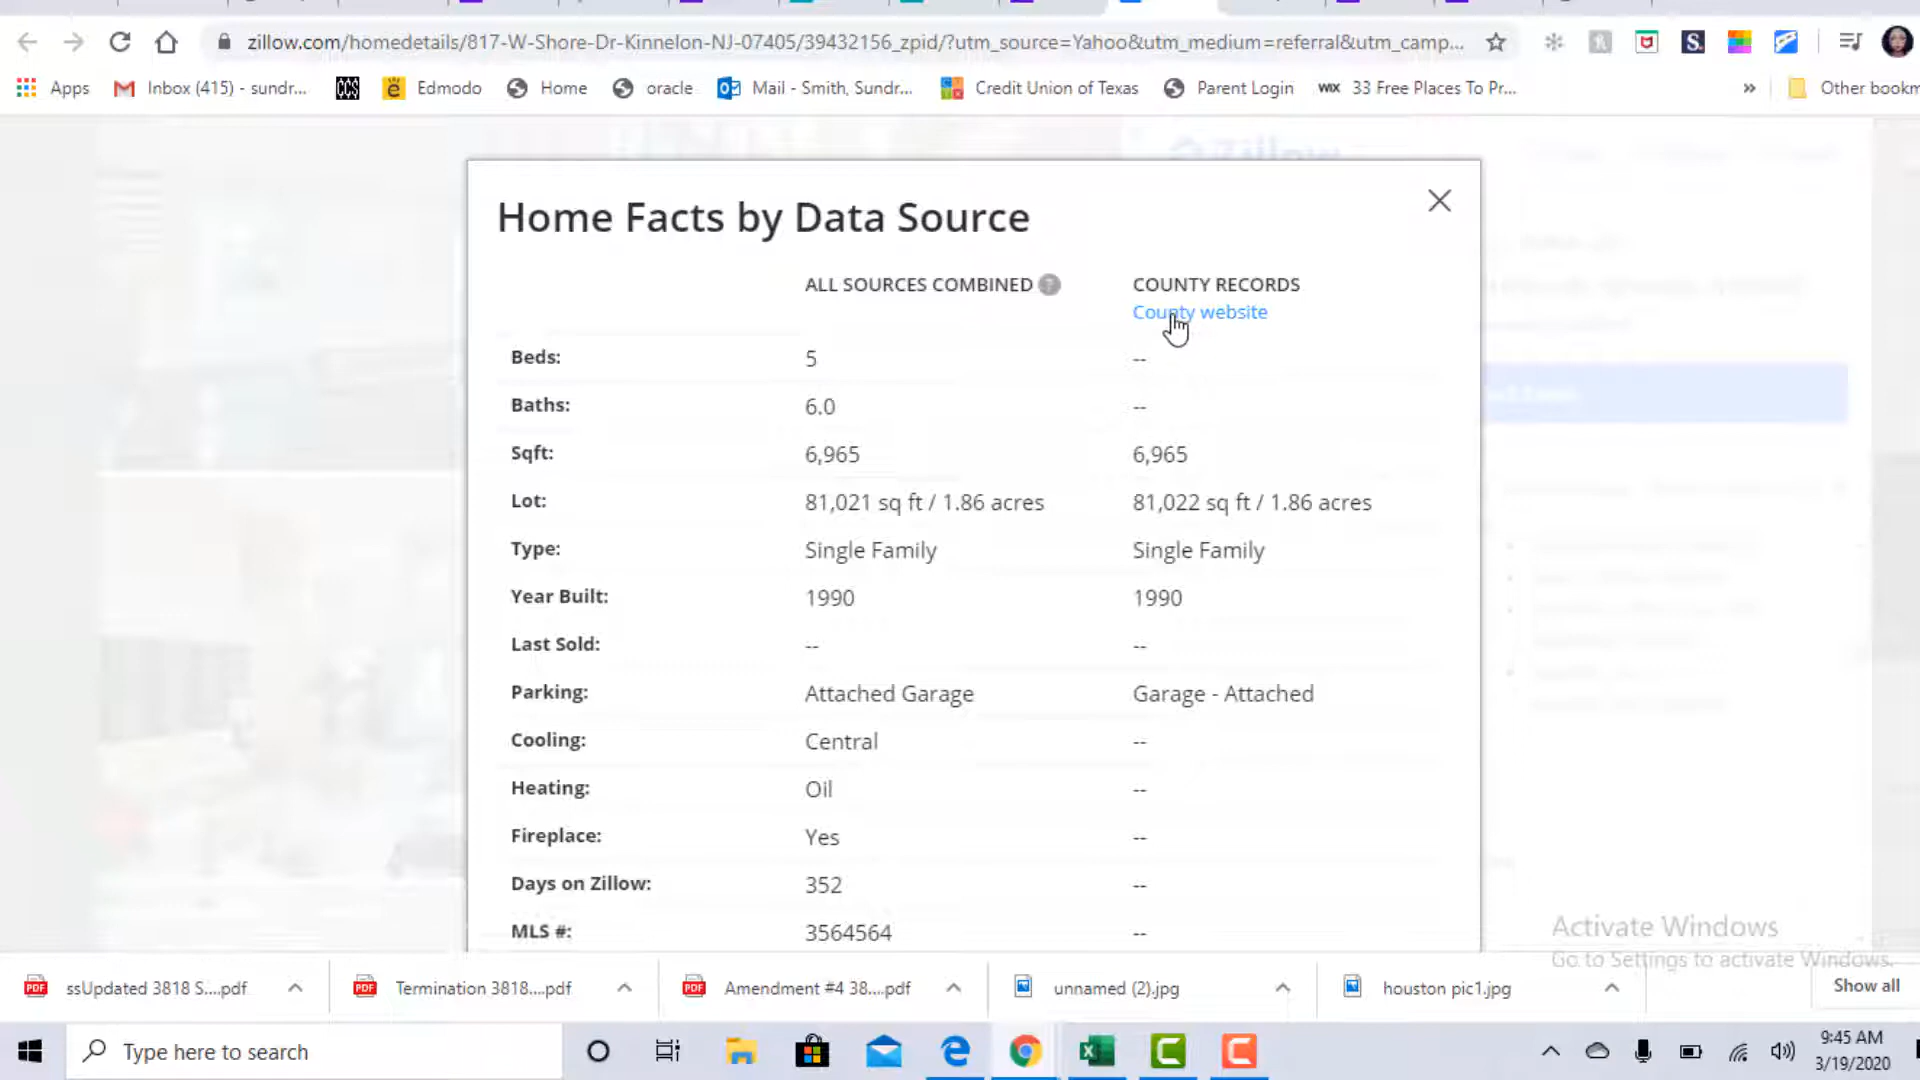 zillow.com/homedetails/817-W-Shore-Dr-Kinnelon-NJ-07405/39432156_zpid/?utm_source=Yahoo&utm_medium=referral&utm_camp...
Apps Inbox (415) - sundr... CCS Edmodo Home oracle Mail - Smith, Sundr... Credit Union of Texas Parent Login WIX 33 Free Places To Pr... » Other bookm
Zillow
Home Facts by Data Source
ALL SOURCES COMBINED ? COUNTY RECORDS
County website
Beds: 5 --
Baths: 6.0 --
Sqft: 6,965 6,965
Lot: 81,021 sq ft / 1.86 acres 81,022 sq ft / 1.86 acres
Type: Single Family Single Family
Year Built: 1990 1990
Last Sold: -- --
Parking: Attached Garage Garage - Attached
Cooling: Central --
Heating: Oil --
Fireplace: Yes --
Days on Zillow: 352 --
MLS #: 3564564 --
Activate Windows
Go to Settings to activate Windows.
PDF ssUpdated 3818 S....pdf PDF Termination 3818....pdf PDF Amendment #4 38....pdf unnamed (2).jpg houston pic1.jpg Show all
Type here to search
9:45 AM
3/19/2020